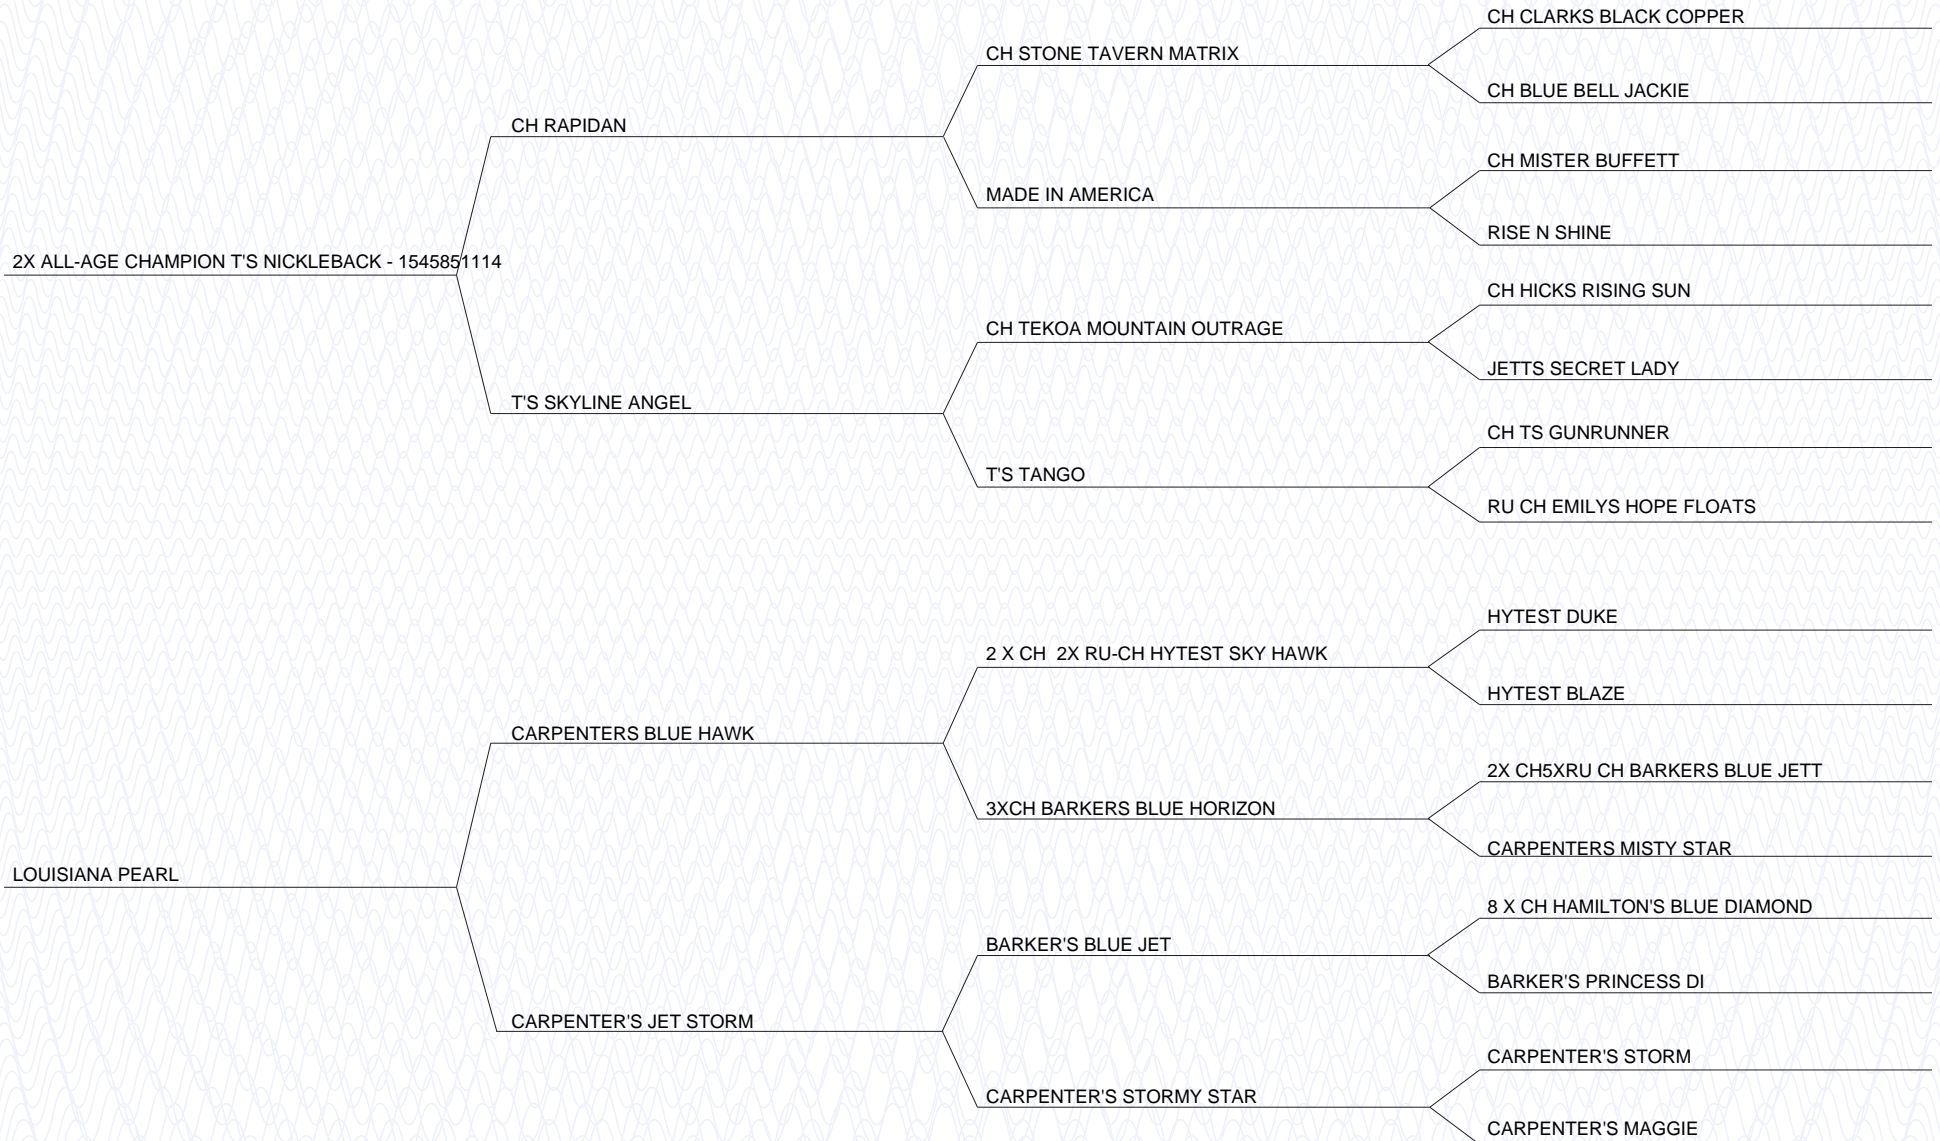 CH CLARKS BLACK COPPER
CH STONE TAVERN MATRIX
CH BLUE BELL JACKIE
CH RAPIDAN
CH MISTER BUFFETT
MADE IN AMERICA
RISE N SHINE
2X ALL-AGE CHAMPION T'S NICKLEBACK - 1545851114
CH HICKS RISING SUN
CH TEKOA MOUNTAIN OUTRAGE
JETTS SECRET LADY
T'S SKYLINE ANGEL
CH TS GUNRUNNER
T'S TANGO
RU CH EMILYS HOPE FLOATS
HYTEST DUKE
2 X CH  2X RU-CH HYTEST SKY HAWK
HYTEST BLAZE
CARPENTERS BLUE HAWK
2X CH5XRU CH BARKERS BLUE JETT
3XCH BARKERS BLUE HORIZON
CARPENTERS MISTY STAR
LOUISIANA PEARL
8 X CH HAMILTON'S BLUE DIAMOND
BARKER'S BLUE JET
BARKER'S PRINCESS DI
CARPENTER'S JET STORM
CARPENTER'S STORM
CARPENTER'S STORMY STAR
CARPENTER'S MAGGIE